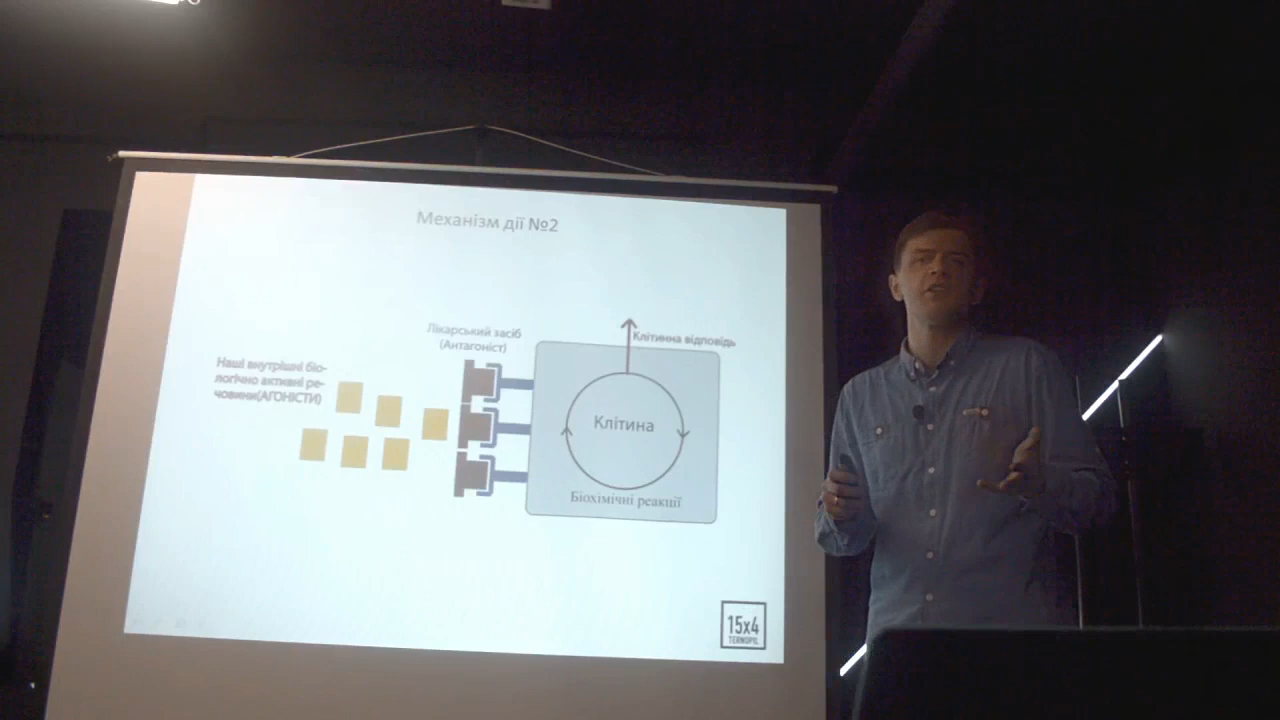 Механізм дії №2
Лікарський засіб
(Антагоніст)
Клітинна відповідь
Наші внутрішні біо-
логічно активні ре-
човини(АГОНІСТИ)
Клітина
Біохімічні реакції
15x4
TERNOPIL